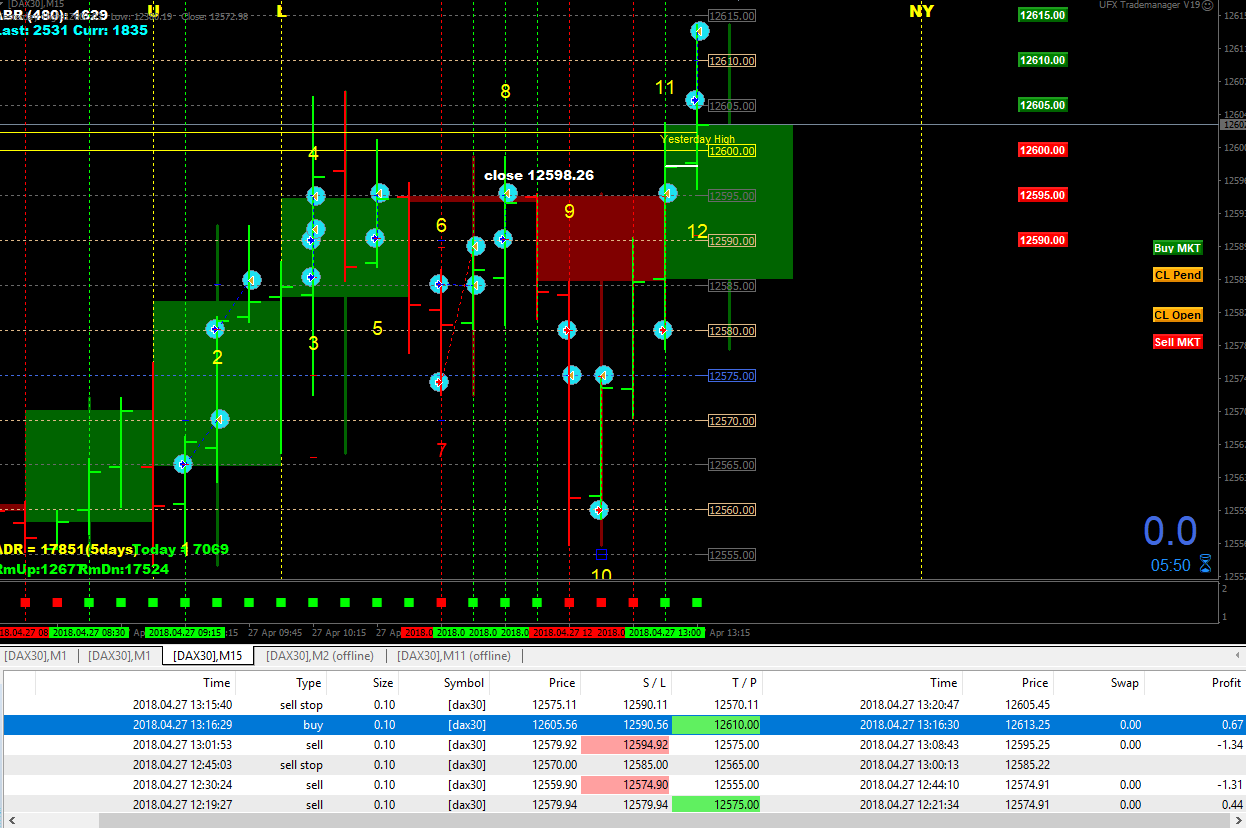 [DAX30],M15
ABR (480): 1629
Last: 2531 Curr: 1835
Close: 12572.98
L
NY
UFX Trademanager V19
12615.00
12610.00
12605.00
12600.00
12595.00
12590.00
12585.00
12580.00
12575.00
12570.00
12565.00
12560.00
12555.00
12615.00
12610.00
12605.00
12600.00
12595.00
12590.00
Yesterday High
close 12598.26
2
3
4
5
6
7
8
9
10
11
12
Buy MKT
CL Pend
CL Open
Sell MKT
ADR = 17851(5days)
Today = 7069
RmUp:12677
RmDn:17524
0.0
05:50
2
1
2018.04.27 08:30
2018.04.27 09:15
27 Apr 09:45
27 Apr 10:15
27 Ap
2018.04.27 12
2018.04.27 13:00
Apr 13:15
[DAX30],M1 | [DAX30],M1 | [DAX30],M15 | [DAX30],M2 (offline) | [DAX30],M11 (offline) |
Time Type Size Symbol Price S / L T / P Time Price Swap Profit
2018.04.27 13:15:40 sell stop 0.10 [dax30] 12575.11 12590.11 12570.11 2018.04.27 13:20:47 12605.45
2018.04.27 13:16:29 buy 0.10 [dax30] 12605.56 12590.56 12610.00 2018.04.27 13:16:30 12613.25 0.00 0.67
2018.04.27 13:01:53 sell 0.10 [dax30] 12579.92 12594.92 12575.00 2018.04.27 13:08:43 12595.25 0.00 -1.34
2018.04.27 12:45:03 sell stop 0.10 [dax30] 12570.00 12585.00 12565.00 2018.04.27 13:00:13 12585.22
2018.04.27 12:30:24 sell 0.10 [dax30] 12559.90 12574.90 12555.00 2018.04.27 12:44:10 12574.91 0.00 -1.31
2018.04.27 12:19:27 sell 0.10 [dax30] 12579.94 12579.94 12575.00 2018.04.27 12:21:34 12574.91 0.00 0.44